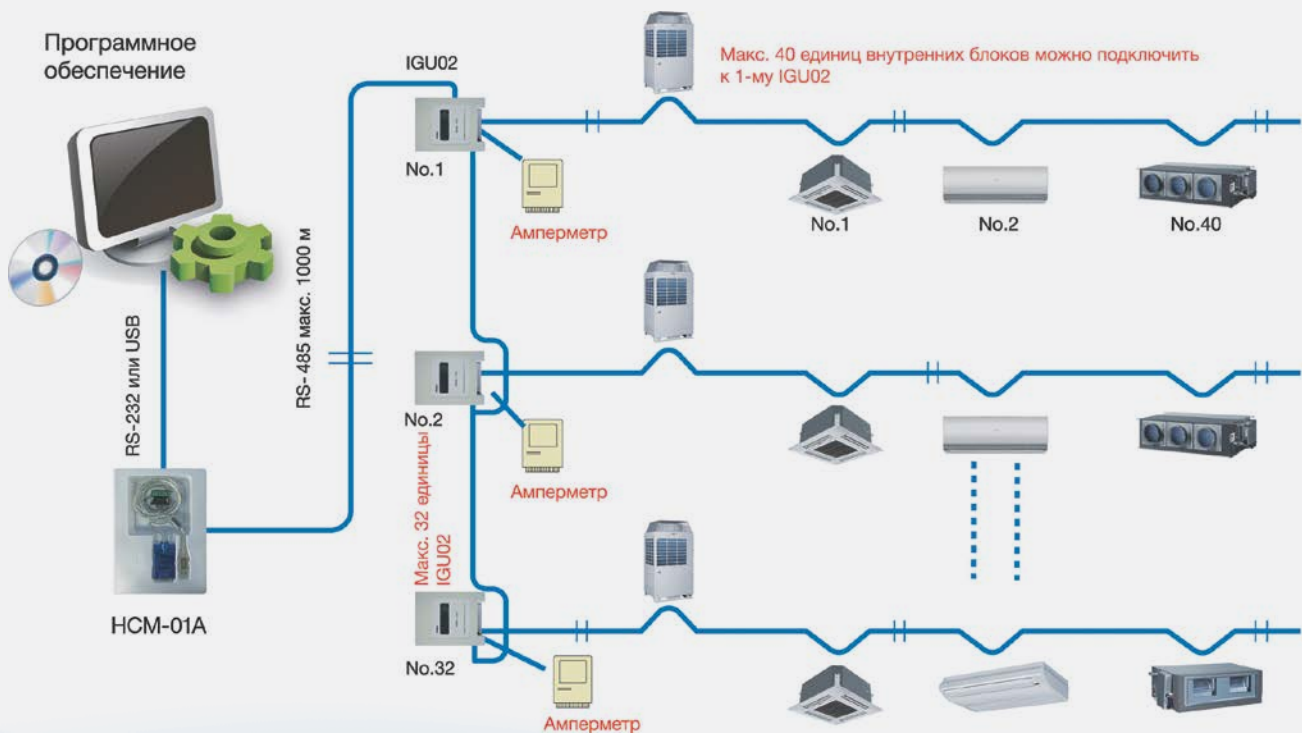 Программное
обеспечение
IGU02
Макс. 40 единиц внутренних блоков можно подключить
к 1-му IGU02
No.1
Амперметр
No.1
No.2
No.40
RS-232 или USB
RS-485 макс. 1000 м
No.2
Амперметр
Макс. 32 единицы
IGU02
HCM-01A
No.32
Амперметр